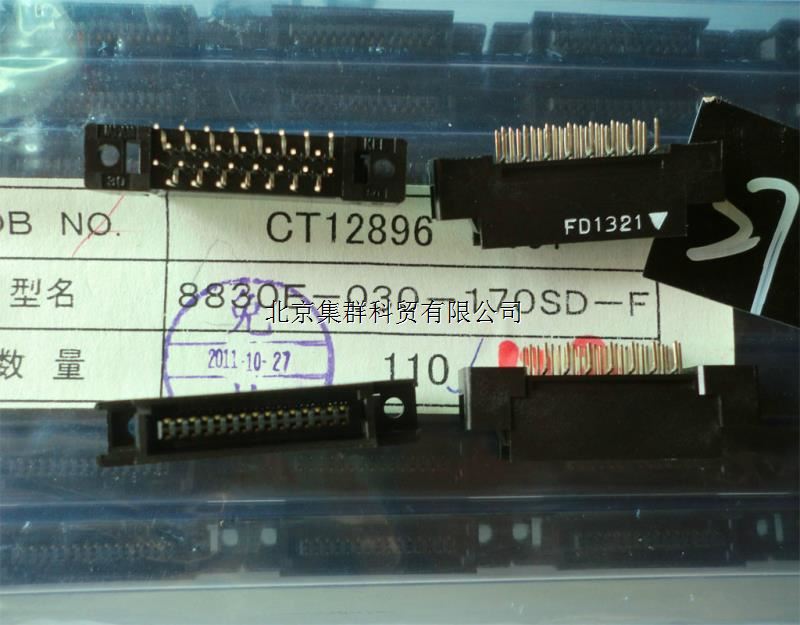 KEL
30
FD1321▼
OB NO. CT12896
型名 8830E-030-170SD-F
北京集群科贸有限公司
数量 110
2011-10-27